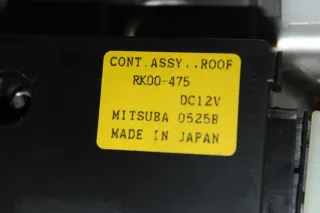 CONT.ASSY..ROOF
RK00-475
DC12V
MITSUBA 0525B
MADE IN JAPAN